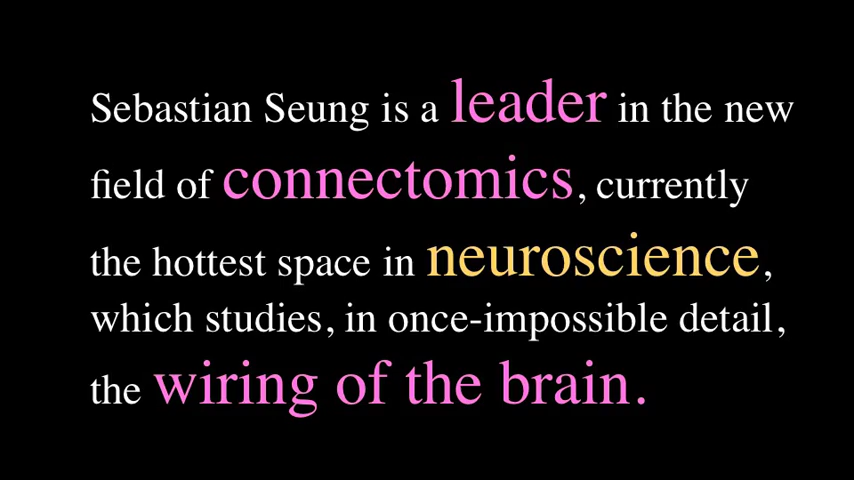 Sebastian Seung is a leader in the new
field of connectomics, currently
the hottest space in neuroscience,
which studies, in once-impossible detail,
the wiring of the brain.